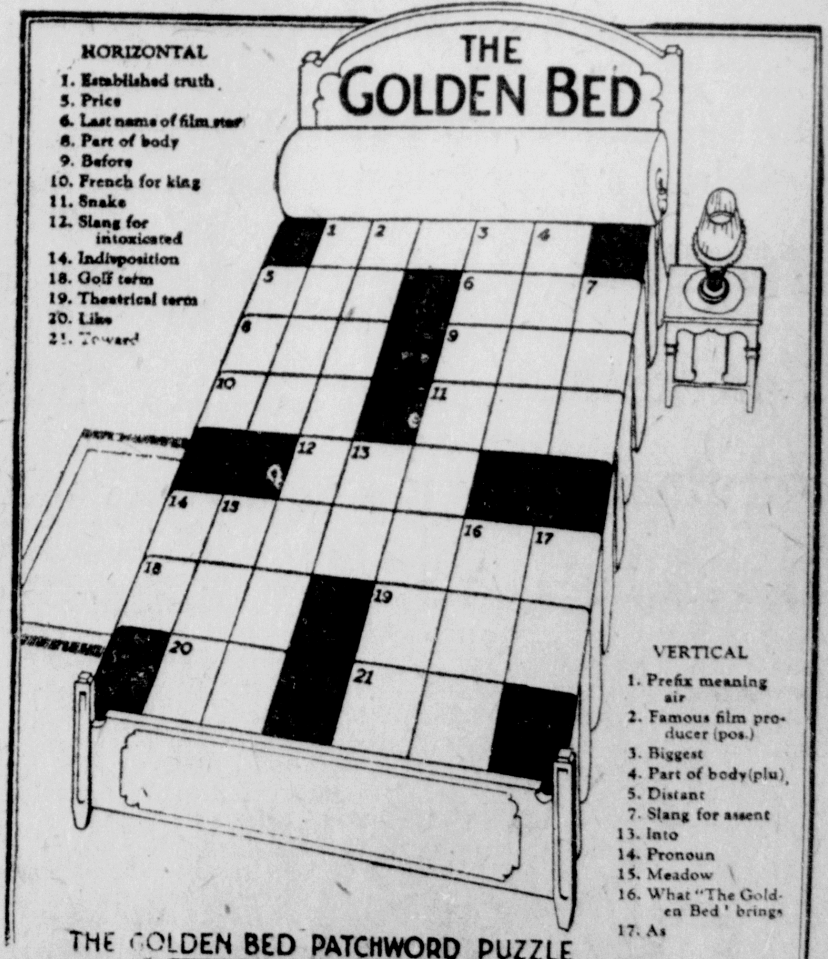 THE
GOLDEN BED
HORIZONTAL
1. Established truth
5. Price
6. Last name of film star
8. Part of body
9. Before
10. French for king
11. Snake
12. Slang for
intoxicated
14. Indisposition
18. Golf term
19. Theatrical term
20. Like
21. Toward
1 2 3 4
5 6 7
8 9
10 11
12 13
14 15 16 17
18 19
20 21
VERTICAL
1. Prefix meaning
air
2. Famous film pro-
ducer (pos.)
3. Biggest
4. Part of body(plu)
5. Distant
7. Slang for assent
13. Into
14. Pronoun
15. Meadow
16. What "The Gold-
en Bed' brings
17. As
THE GOLDEN BED PATCHWORD PUZZLE